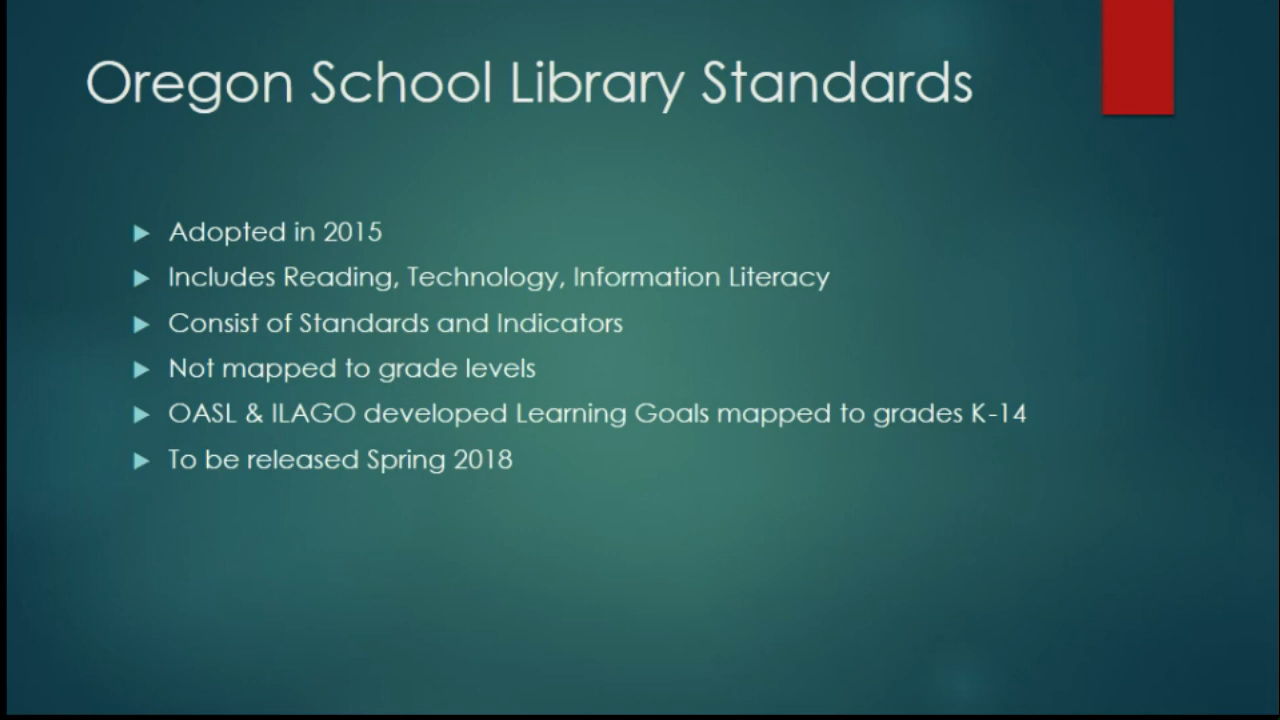 Oregon School Library Standards
Adopted in 2015
Includes Reading, Technology, Information Literacy
Consist of Standards and Indicators
Not mapped to grade levels
OASL & ILAGO developed Learning Goals mapped to grades K-14
To be released Spring 2018